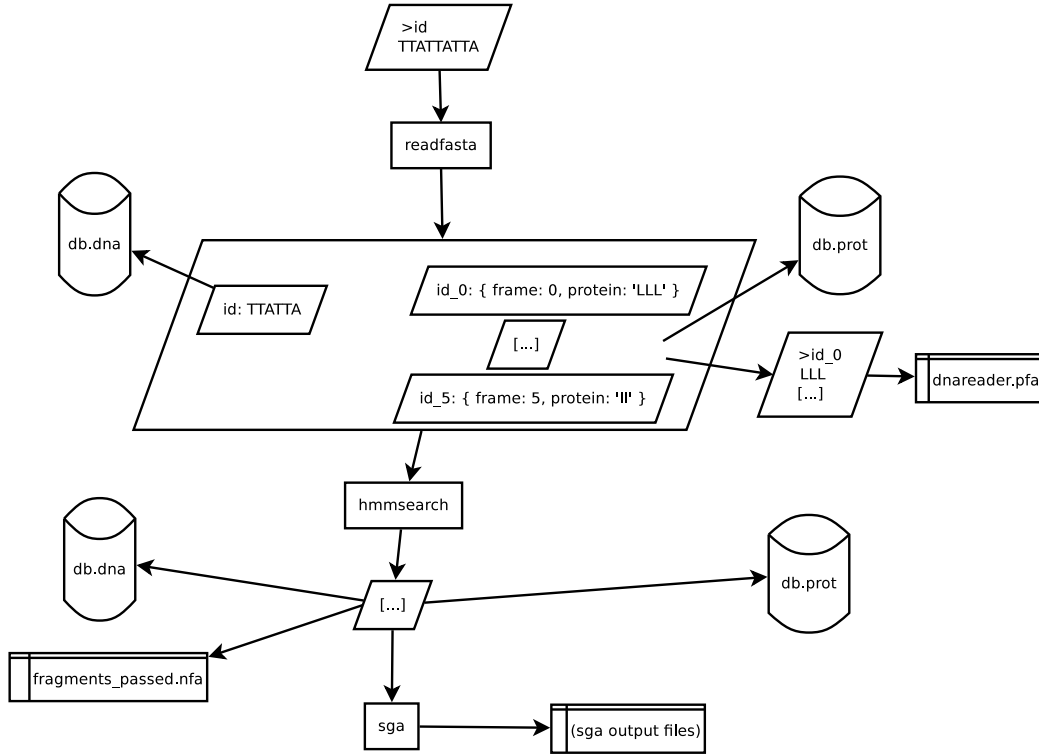 >id
TTATTATTA
readfasta
db.dna
db.prot
id: TTATTA
id_0: { frame: 0, protein: 'LLL' }
[...]
id_5: { frame: 5, protein: 'II' }
>id_0
LLL
[...]
dnareader.pfa
hmmsearch
db.dna
[...]
db.prot
fragments_passed.nfa
sga
(sga output files)